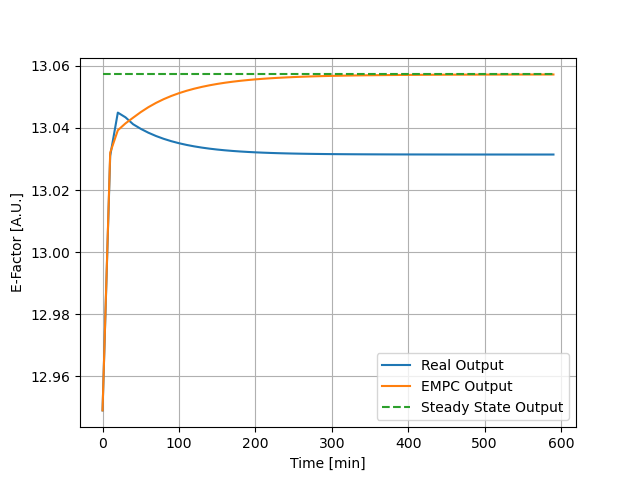 13.06
13.04
13.02
13.00
12.98
12.96
E-Factor [A.U.]
Real Output
EMPC Output
Steady State Output
0 100 200 300 400 500 600
Time [min]